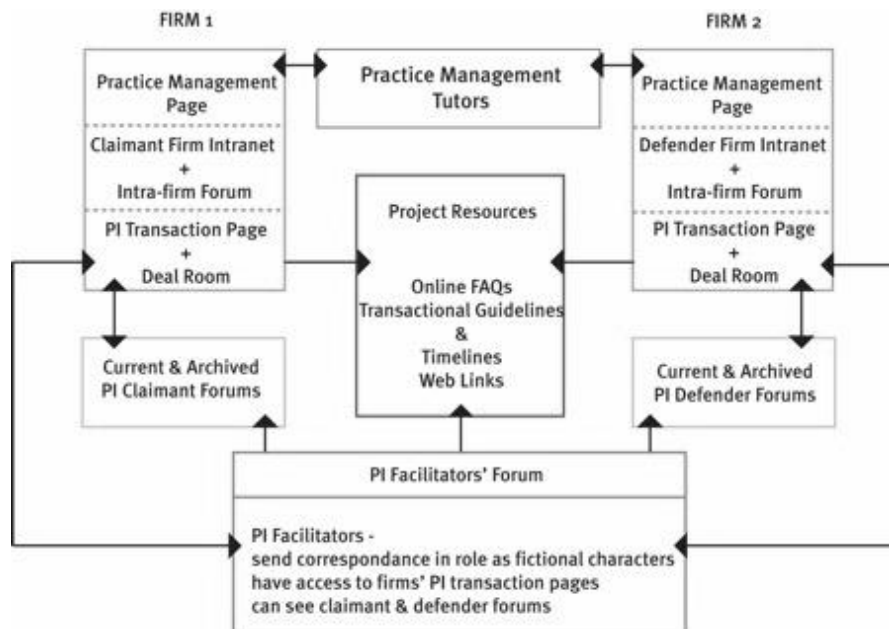 FIRM 1
FIRM 2
Practice Management
Page
Claimant Firm Intranet
+
Intra-firm Forum
PI Transaction Page
+
Deal Room
Practice Management
Tutors
Practice Management
Page
Defender Firm Intranet
+
Intra-firm Forum
PI Transaction Page
+
Deal Room
Project Resources
Online FAQs
Transactional Guidelines
&
Timelines
Web Links
Current & Archived
PI Claimant Forums
Current & Archived
PI Defender Forums
PI Facilitators' Forum
PI Facilitators -
send correspondance in role as fictional characters
have access to firms' PI transaction pages
can see claimant & defender forums